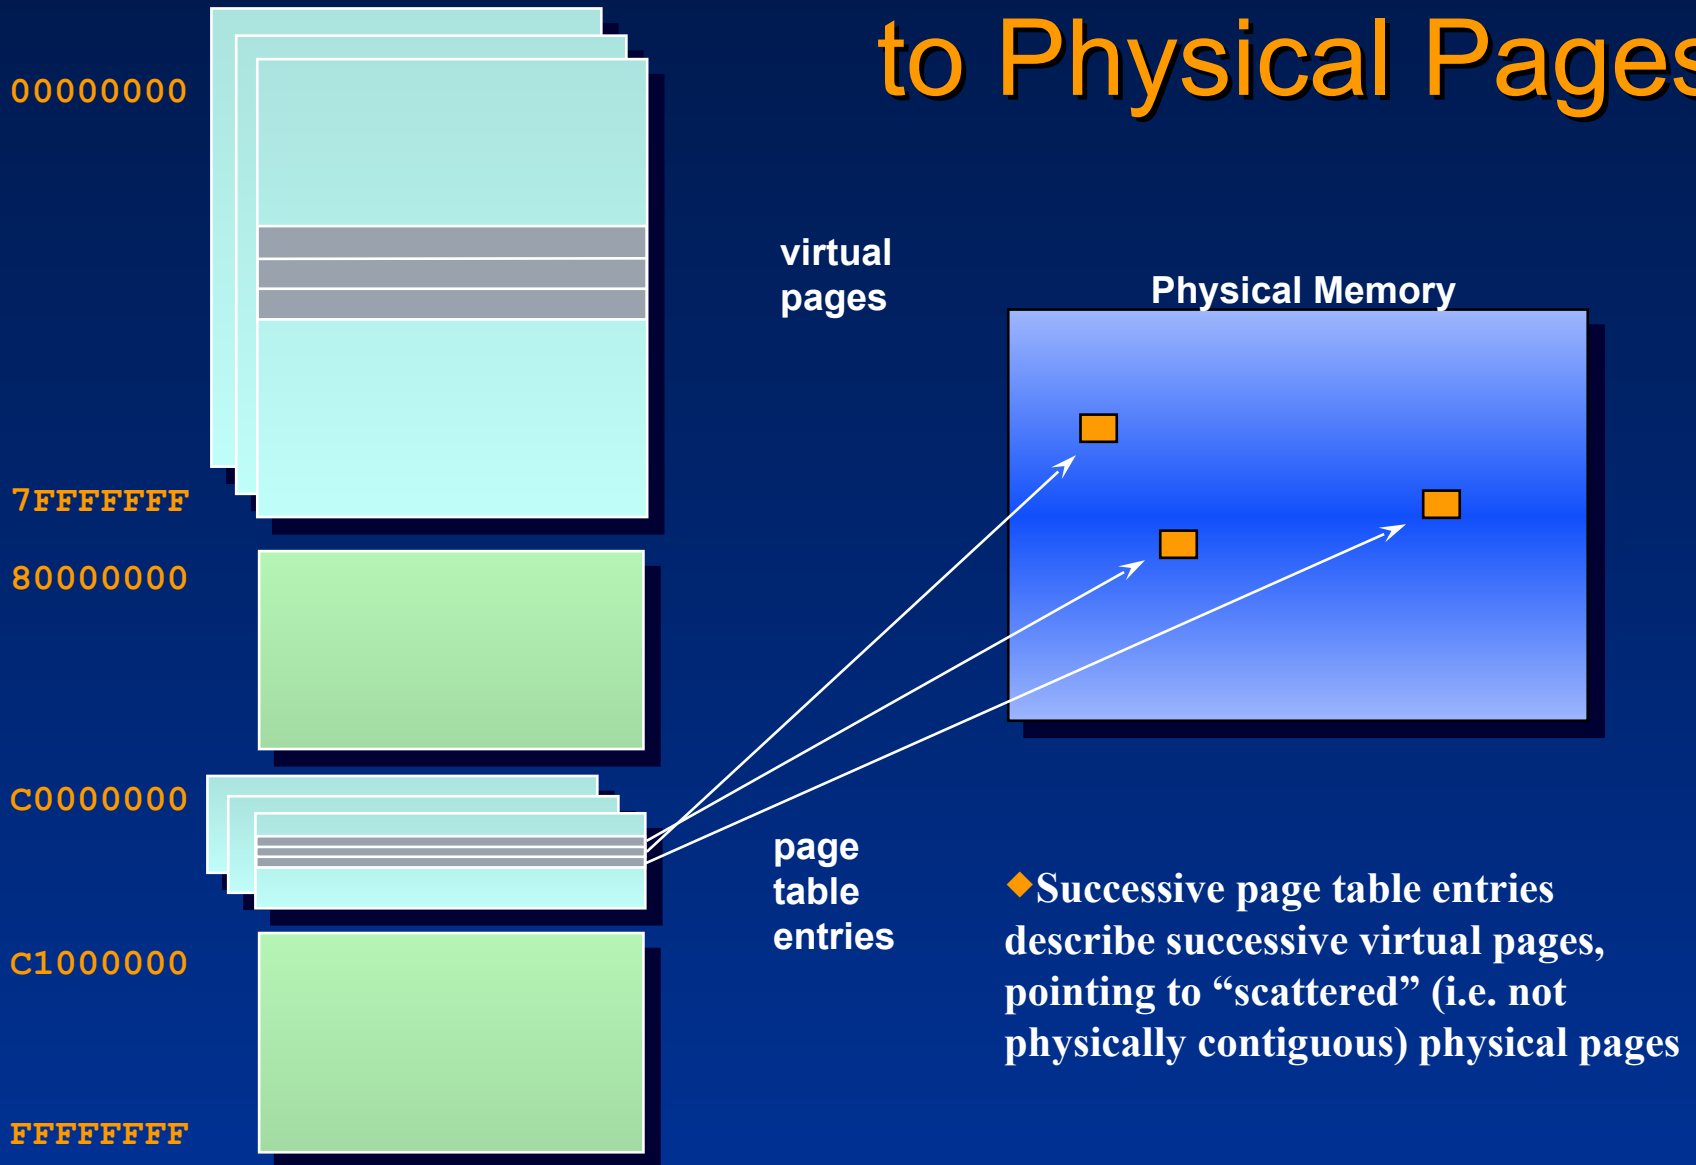 to Physical Pages
00000000
virtual
pages
Physical Memory
7FFFFFFF
80000000
C0000000
page
table
entries
◆Successive page table entries
describe successive virtual pages,
pointing to “scattered” (i.e. not
physically contiguous) physical pages
C1000000
FFFFFFFF